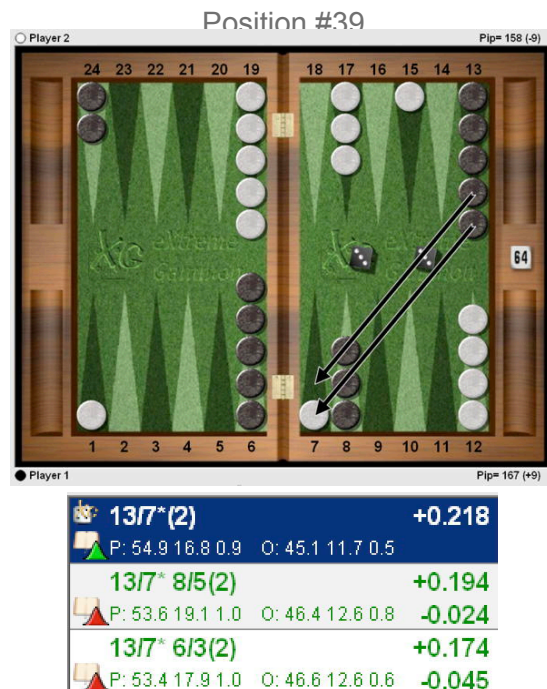 Position #39
Player 2 Pip= 158 (-9)
24 23 22 21 20 19 18 17 16 15 14 13
XG eXtreme Gammon eXtreme Gammon
64
1 2 3 4 5 6 7 8 9 10 11 12
Player 1 Pip= 167 (+9)
13/7*(2) +0.218
P: 54.9 16.8 0.9 O: 45.1 11.7 0.5
13/7* 8/5(2) +0.194
P: 53.6 19.1 1.0 O: 46.4 12.6 0.8 -0.024
13/7* 6/3(2) +0.174
P: 53.4 17.9 1.0 O: 46.6 12.6 0.6 -0.045